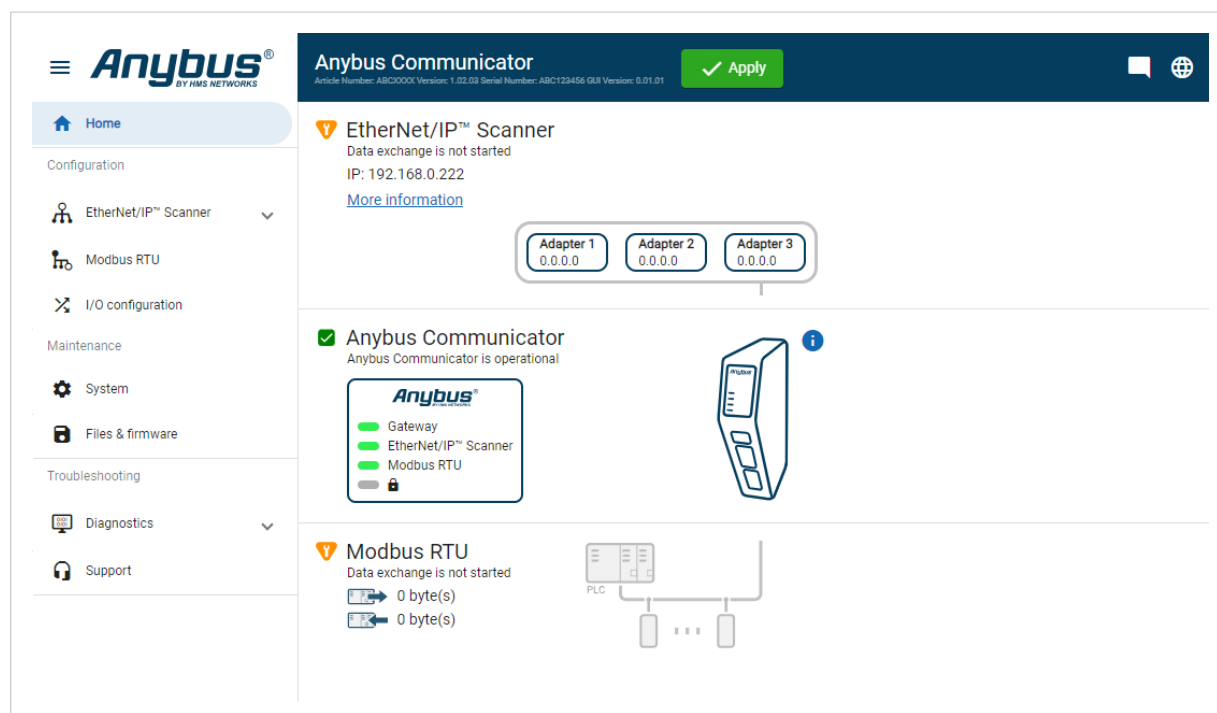 Anybus®
BY HMS NETWORKS
Anybus Communicator
Article Number: ABCXXXX Version: 1.02.03 Serial Number: ABC123456 GUI Version: 0.01.01
Apply
Home
Configuration
EtherNet/IP™ Scanner
Modbus RTU
I/O configuration
Maintenance
System
Files & firmware
Troubleshooting
Diagnostics
Support
EtherNet/IP™ Scanner
Data exchange is not started
IP: 192.168.0.222
More information
Adapter 1
0.0.0.0
Adapter 2
0.0.0.0
Adapter 3
0.0.0.0
Anybus Communicator
Anybus Communicator is operational
Anybus®
BY HMS NETWORKS
Gateway
EtherNet/IP™ Scanner
Modbus RTU
Anybus
Modbus RTU
Data exchange is not started
0 byte(s)
0 byte(s)
PLC